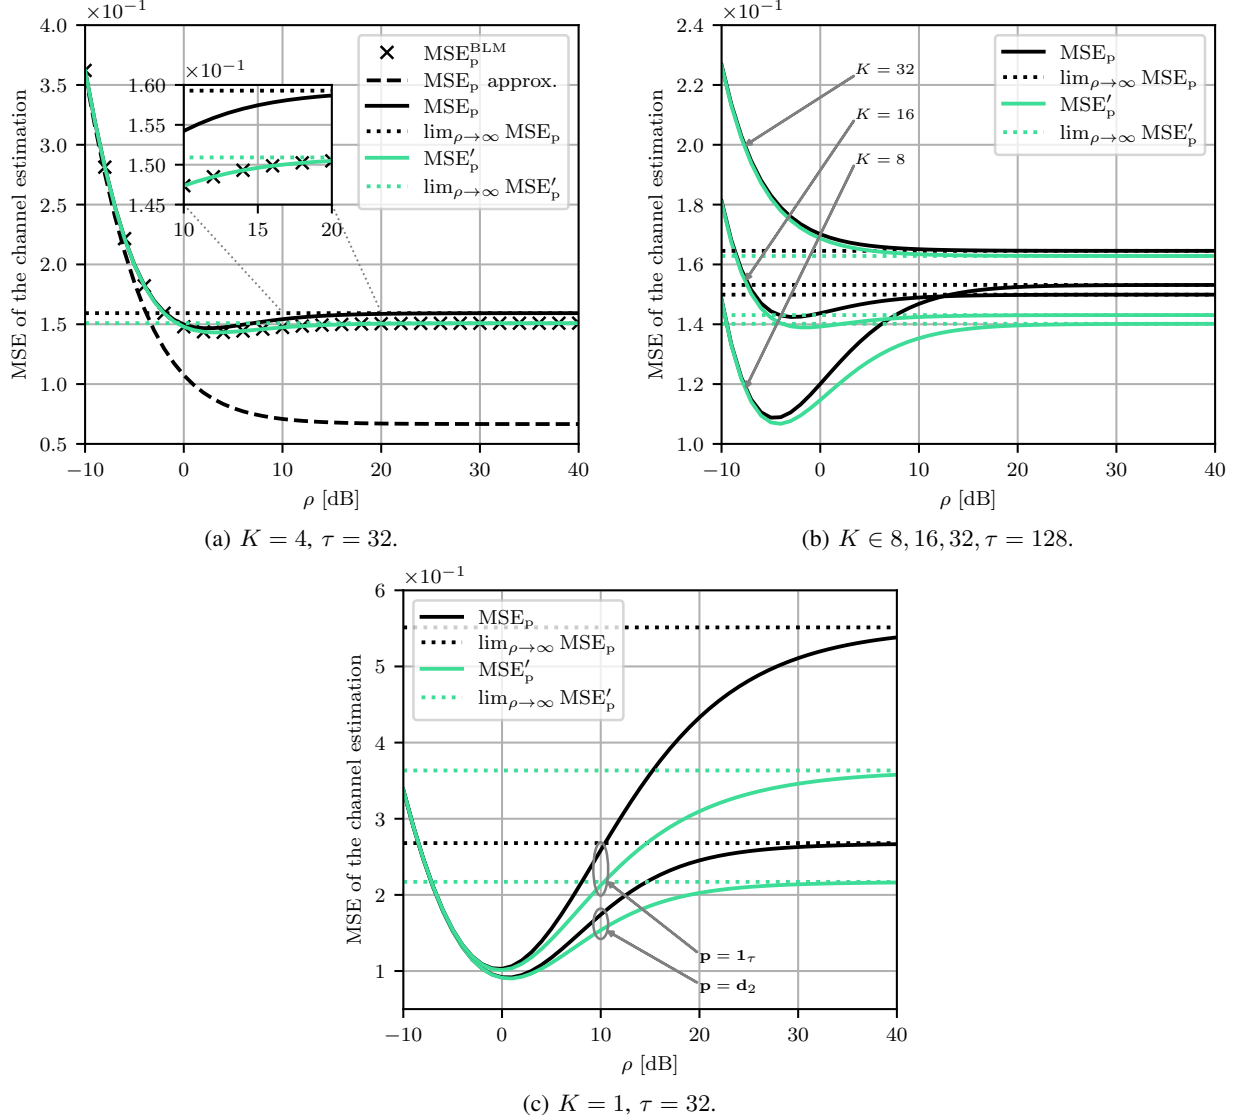 ×10⁻¹
4.0
3.5
3.0
2.5
2.0
1.5
1.0
0.5
MSE of the channel estimation
MSE_p^BLM
MSE_p approx.
MSE_p
lim_{ρ→∞} MSE_p
MSE′_p
lim_{ρ→∞} MSE′_p
×10⁻¹
1.60
1.55
1.50
1.45
10 15 20
−10 0 10 20 30 40
ρ [dB]
(a) K = 4, τ = 32.
×10⁻¹
2.4
2.2
2.0
1.8
1.6
1.4
1.2
1.0
MSE of the channel estimation
MSE_p
lim_{ρ→∞} MSE_p
MSE′_p
lim_{ρ→∞} MSE′_p
K = 32
K = 16
K = 8
−10 0 10 20 30 40
ρ [dB]
(b) K ∈ 8, 16, 32, τ = 128.
×10⁻¹
6
5
4
3
2
1
MSE of the channel estimation
MSE_p
lim_{ρ→∞} MSE_p
MSE′_p
lim_{ρ→∞} MSE′_p
p = 1_τ
p = d₂
−10 0 10 20 30 40
ρ [dB]
(c) K = 1, τ = 32.